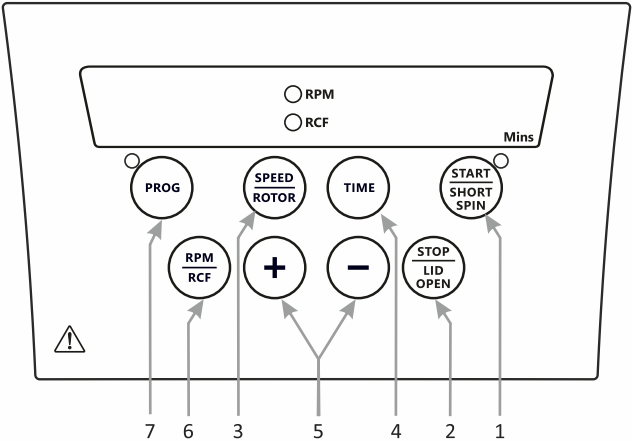 RPM
RCF
Mins
PROG
SPEED
ROTOR
TIME
START
SHORT
SPIN
RPM
RCF
+
−
STOP
LID
OPEN
7 6 3 5 4 2 1